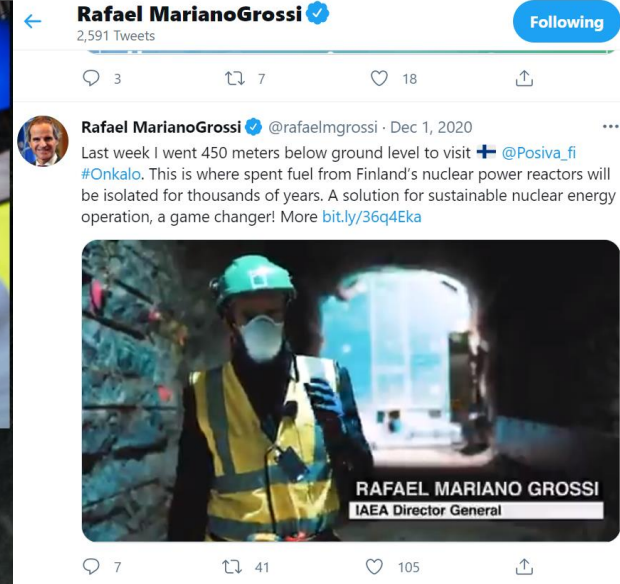 Rafael MarianoGrossi
2,591 Tweets
Following
3 7 18
Rafael MarianoGrossi @rafaelmgrossi · Dec 1, 2020
Last week I went 450 meters below ground level to visit 🇫🇮 @Posiva_fi
#Onkalo. This is where spent fuel from Finland's nuclear power reactors will
be isolated for thousands of years. A solution for sustainable nuclear energy
operation, a game changer! More bit.ly/36q4Eka
RAFAEL MARIANO GROSSI
IAEA Director General
7 41 105